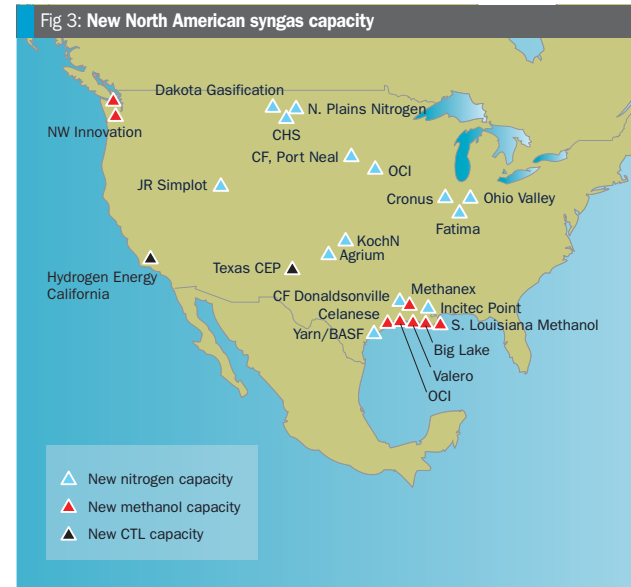 Fig 3: New North American syngas capacity
Dakota Gasification
N. Plains Nitrogen
CHS
NW Innovation
CF, Port Neal
OCI
JR Simplot
Cronus
Ohio Valley
Fatima
KochN
Agrium
Texas CEP
Hydrogen Energy
California
CF Donaldsonville
Methanex
Celanese
Incitec Point
Yarn/BASF
S. Louisiana Methanol
Big Lake
Valero
OCI
New nitrogen capacity
New methanol capacity
New CTL capacity